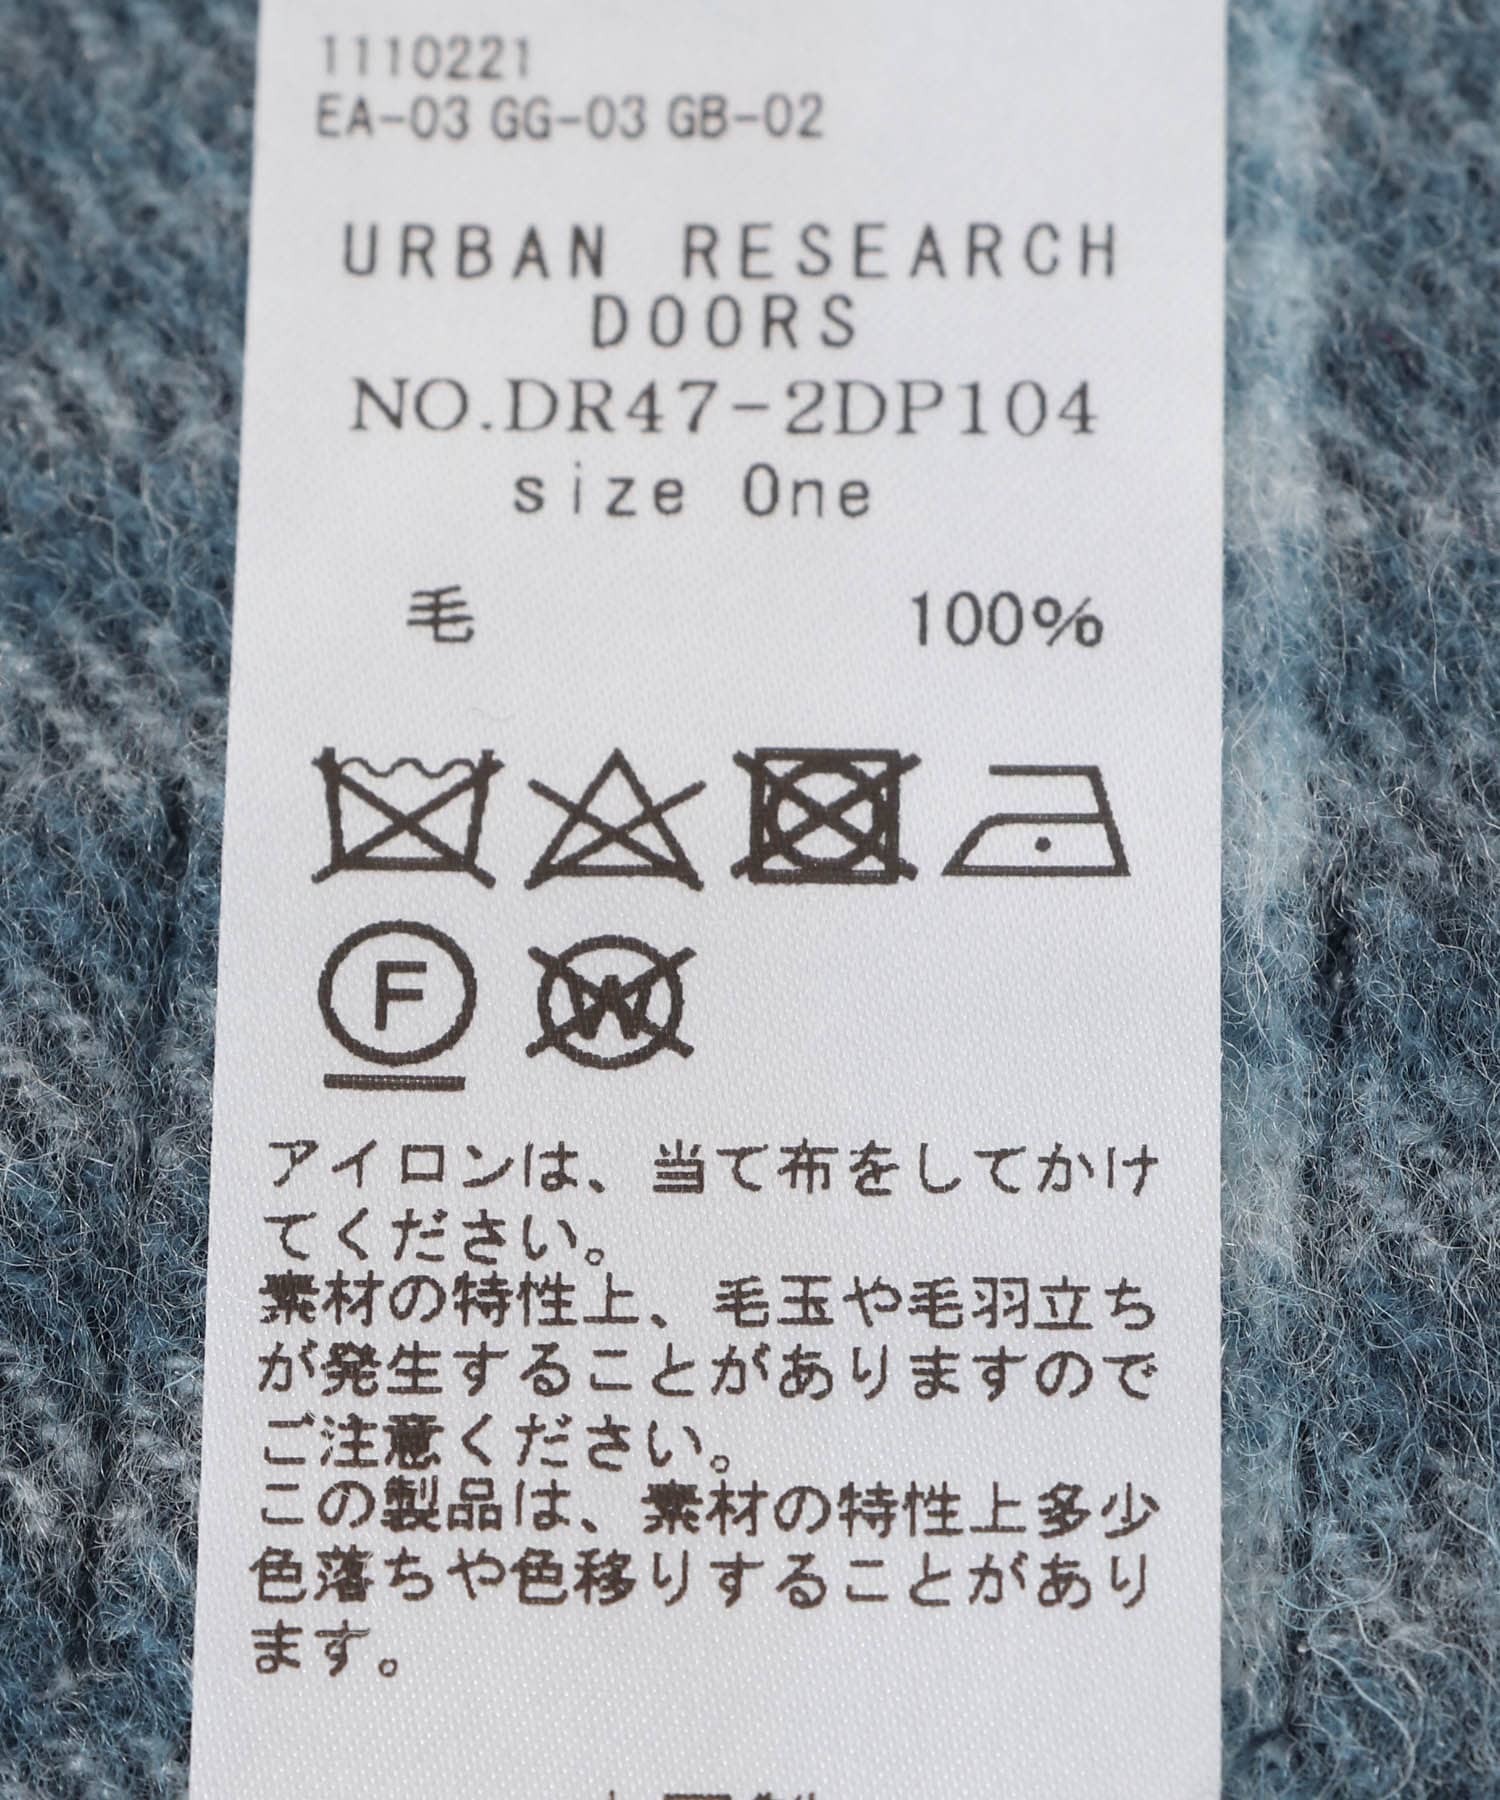 1110221
EA-03 GG-03 GB-02
URBAN RESEARCH
DOORS
NO.DR47-2DP104
size One
毛 100%
F W
アイロンは、当て布をしてかけ
てください。
素材の特性上、毛玉や毛羽立ち
が発生することがありますので
ご注意ください。
この製品は、素材の特性上多少
色落ちや色移りすることがあり
ます。